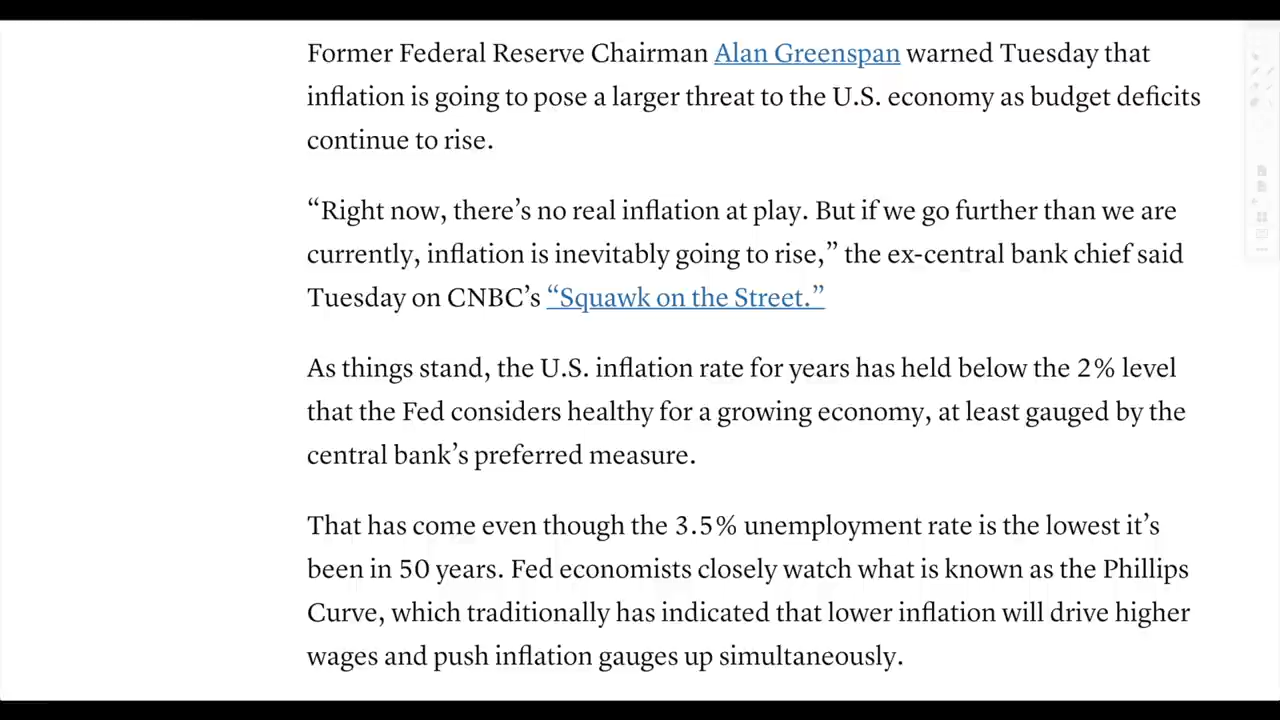 Former Federal Reserve Chairman Alan Greenspan warned Tuesday that
inflation is going to pose a larger threat to the U.S. economy as budget deficits
continue to rise.
“Right now, there’s no real inflation at play. But if we go further than we are
currently, inflation is inevitably going to rise,” the ex-central bank chief said
Tuesday on CNBC’s “Squawk on the Street.”
As things stand, the U.S. inflation rate for years has held below the 2% level
that the Fed considers healthy for a growing economy, at least gauged by the
central bank’s preferred measure.
That has come even though the 3.5% unemployment rate is the lowest it’s
been in 50 years. Fed economists closely watch what is known as the Phillips
Curve, which traditionally has indicated that lower inflation will drive higher
wages and push inflation gauges up simultaneously.